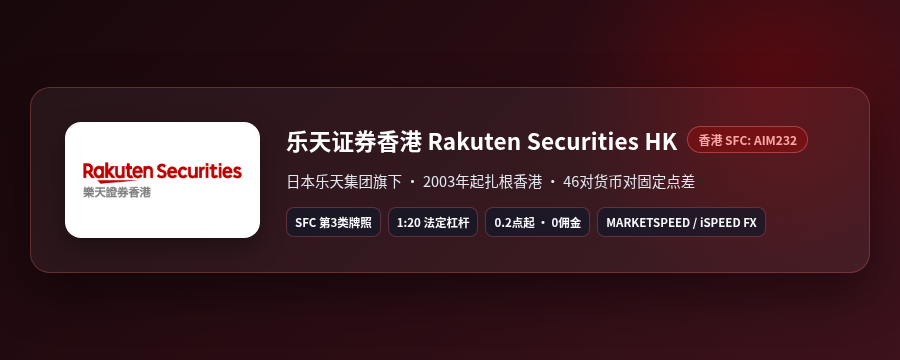 Rakuten Securities
樂天證券香港
乐天证券香港 Rakuten Securities HK
香港 SFC: AIM232
日本乐天集团旗下 · 2003年起扎根香港 · 46对货币对固定点差
SFC 第3类牌照
1:20 法定杠杆
0.2点起 · 0佣金
MARKETSPEED / iSPEED FX